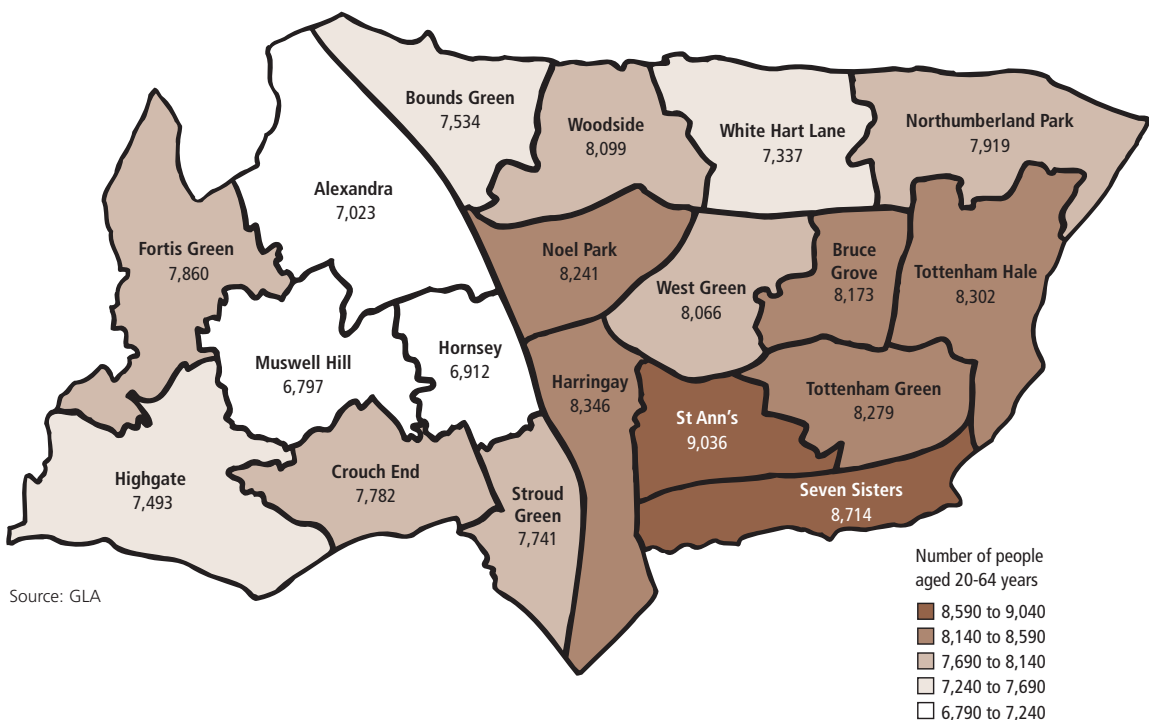 Bounds Green
7,534
Woodside
8,099
White Hart Lane
7,337
Northumberland Park
7,919
Alexandra
7,023
Fortis Green
7,860
Noel Park
8,241
West Green
8,066
Bruce
Grove
8,173
Tottenham Hale
8,302
Muswell Hill
6,797
Hornsey
6,912
Harringay
8,346
St Ann's
9,036
Tottenham Green
8,279
Highgate
7,493
Crouch End
7,782
Stroud
Green
7,741
Seven Sisters
8,714
Source: GLA
Number of people
aged 20-64 years
8,590 to 9,040
8,140 to 8,590
7,690 to 8,140
7,240 to 7,690
6,790 to 7,240